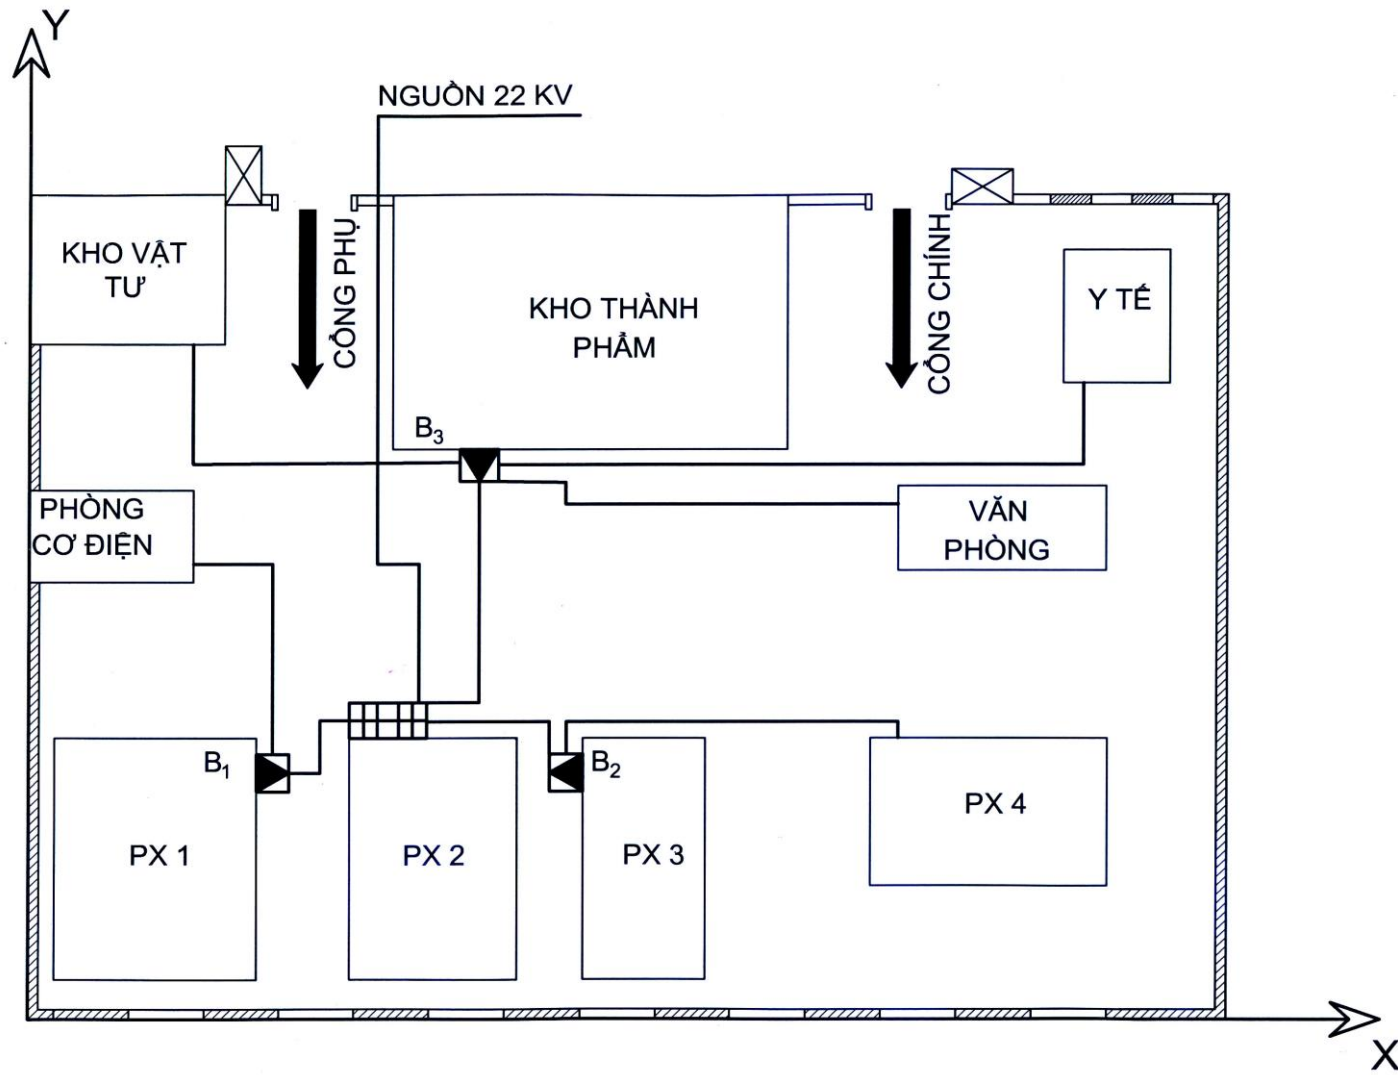 Y
NGUỒN 22 KV
KHO VẬT
TƯ
CỔNG PHỤ
KHO THÀNH
PHẨM
CỔNG CHÍNH
Y TẾ
B3
PHÒNG
CƠ ĐIỆN
VĂN
PHÒNG
B1
B2
PX 1
PX 2
PX 3
PX 4
X